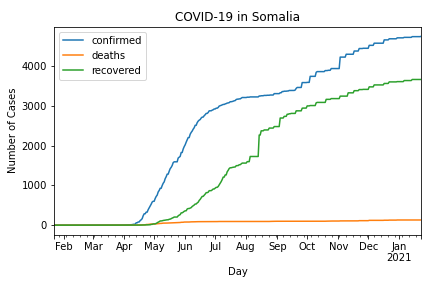 COVID-19 in Somalia
confirmed
deaths
recovered
Number of Cases
4000
3000
2000
1000
0
Feb Mar Apr May Jun Jul Aug Sep Oct Nov Dec Jan
2021
Day